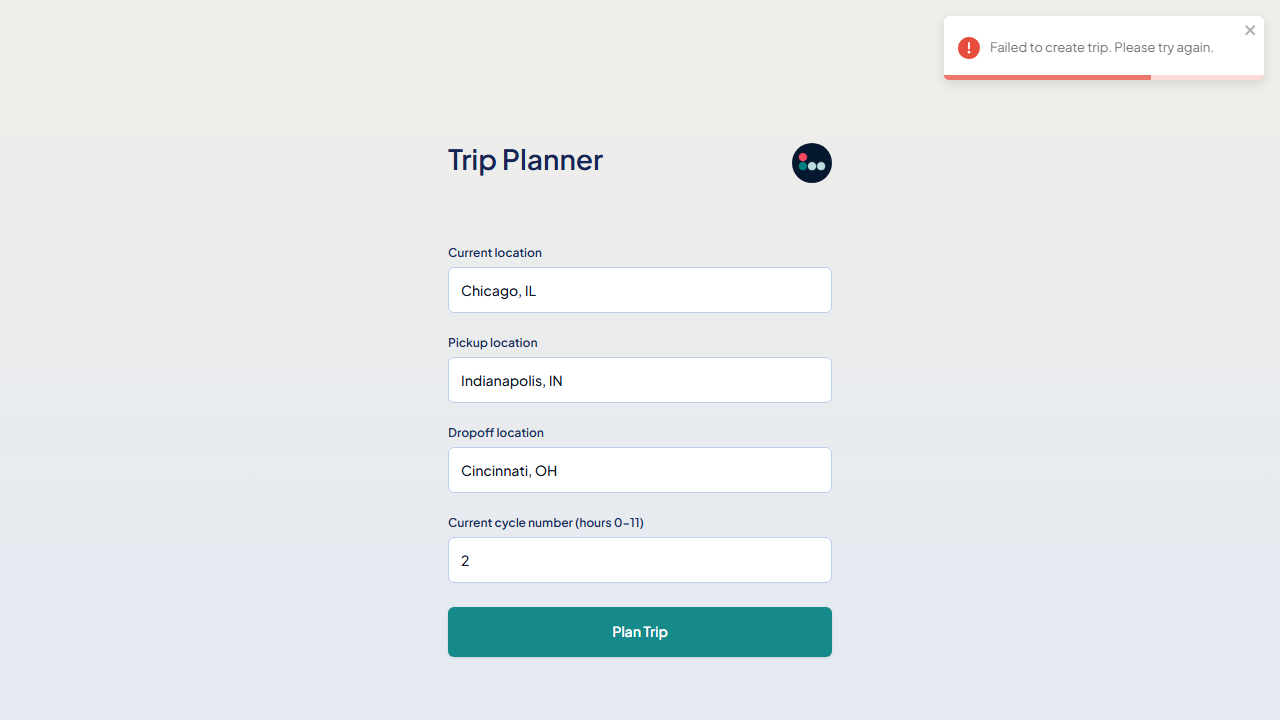 Failed to create trip. Please try again.
Trip Planner
Current location
Chicago, IL
Pickup location
Indianapolis, IN
Dropoff location
Cincinnati, OH
Current cycle number (hours 0–11)
2
Plan Trip